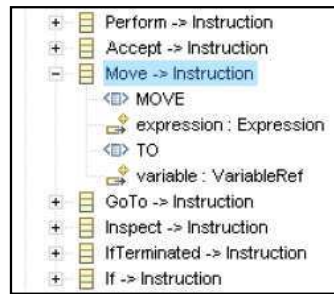 Perform -> Instruction
Accept -> Instruction
Move -> Instruction
MOVE
expression : Expression
TO
variable : VariableRef
GoTo -> Instruction
Inspect -> Instruction
IfTerminated -> Instruction
If -> Instruction